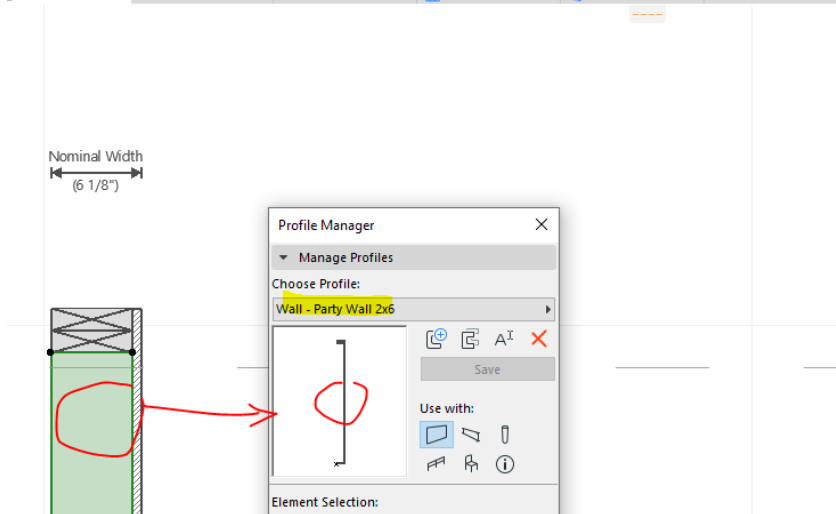 Nominal Width
(6 1/8")
Profile Manager
Manage Profiles
Choose Profile:
Wall - Party Wall 2x6
Save
Use with:
Element Selection: